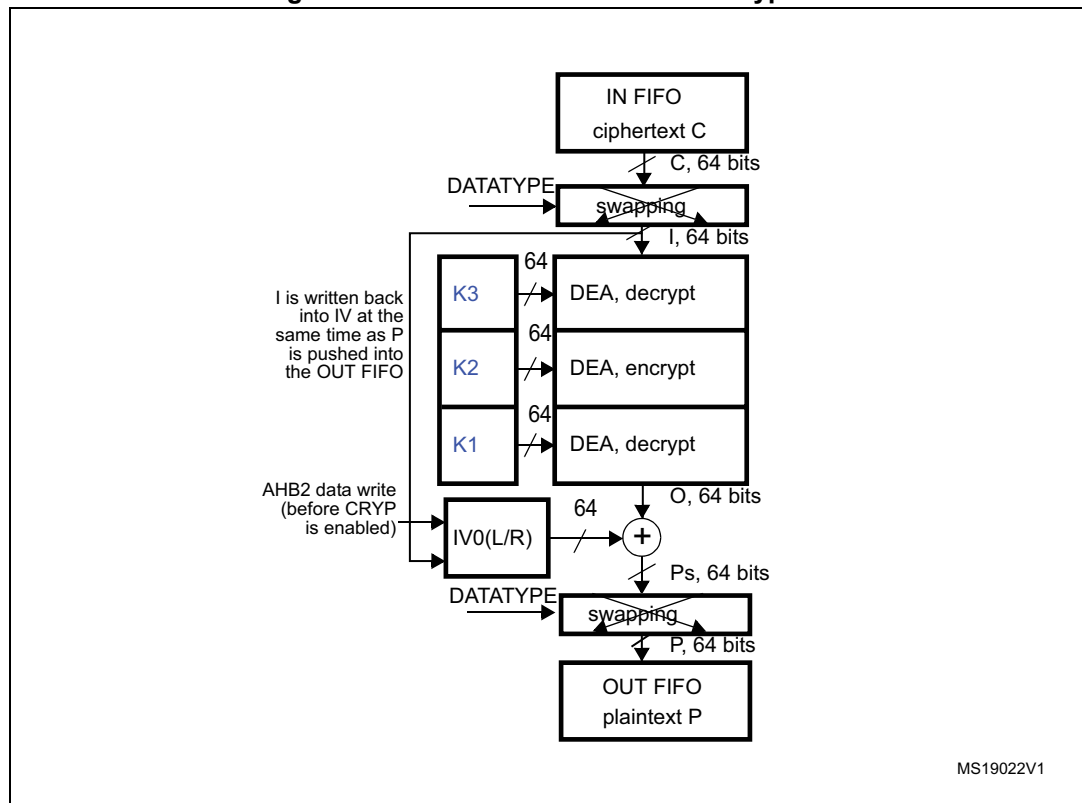 IN FIFO
ciphertext C
C, 64 bits
DATATYPE
swapping
I, 64 bits
I is written back
into IV at the
same time as P
is pushed into
the OUT FIFO
K3
64
DEA, decrypt
K2
64
DEA, encrypt
K1
64
DEA, decrypt
O, 64 bits
AHB2 data write
(before CRYP
is enabled)
IV0(L/R)
64
+
Ps, 64 bits
DATATYPE
swapping
P, 64 bits
OUT FIFO
plaintext P
MS19022V1